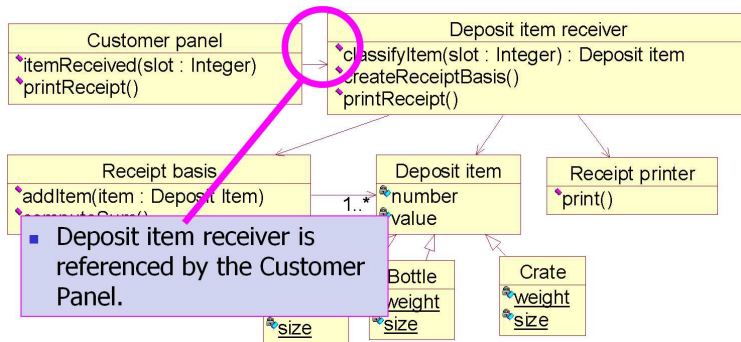 Customer panel
itemReceived(slot : Integer)
printReceipt()
Deposit item receiver
classifyItem(slot : Integer) : Deposit item
createReceiptBasis()
printReceipt()
Receipt basis
addItem(item : Deposit Item)
computeSum()
1..*
Deposit item
number
value
Receipt printer
print()
Deposit item receiver is
referenced by the Customer
Panel.
size
Bottle
weight
size
Crate
weight
size